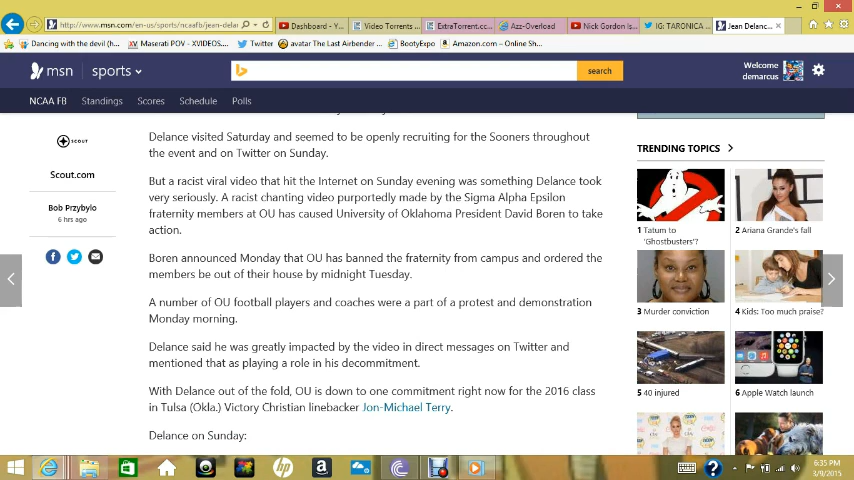 http://www.msn.com/en-us/sports/ncaafb/jean-delan
Dashboard - Y...
Video Torrents ...
ExtraTorrent.cc...
Azz-Overload
Nick Gordon Is...
IG: TARONICA ...
Jean Delanc...
Dancing with the devil (h...
Maserati POV - XVIDEOS....
Twitter
avatar The Last Airbender ...
BootyExpo
Amazon.com – Online Sh...
msn
sports
search
Welcome
demarcus
NCAA FB
Standings
Scores
Schedule
Polls
SCOUT
Scout.com
Bob Przybylo
6 hrs ago
Delance visited Saturday and seemed to be openly recruiting for the Sooners throughout
the event and on Twitter on Sunday.
But a racist viral video that hit the Internet on Sunday evening was something Delance took
very seriously. A racist chanting video purportedly made by the Sigma Alpha Epsilon
fraternity members at OU has caused University of Oklahoma President David Boren to take
action.
Boren announced Monday that OU has banned the fraternity from campus and ordered the
members be out of their house by midnight Tuesday.
A number of OU football players and coaches were a part of a protest and demonstration
Monday morning.
Delance said he was greatly impacted by the video in direct messages on Twitter and
mentioned that as playing a role in his decommitment.
With Delance out of the fold, OU is down to one commitment right now for the 2016 class
in Tulsa (Okla.) Victory Christian linebacker Jon-Michael Terry.
Delance on Sunday:
TRENDING TOPICS
1 Tatum to
'Ghostbusters'?
2 Ariana Grande's fall
3 Murder conviction
4 Kids: Too much praise?
5 40 injured
6 Apple Watch launch
6:35 PM
3/9/2015